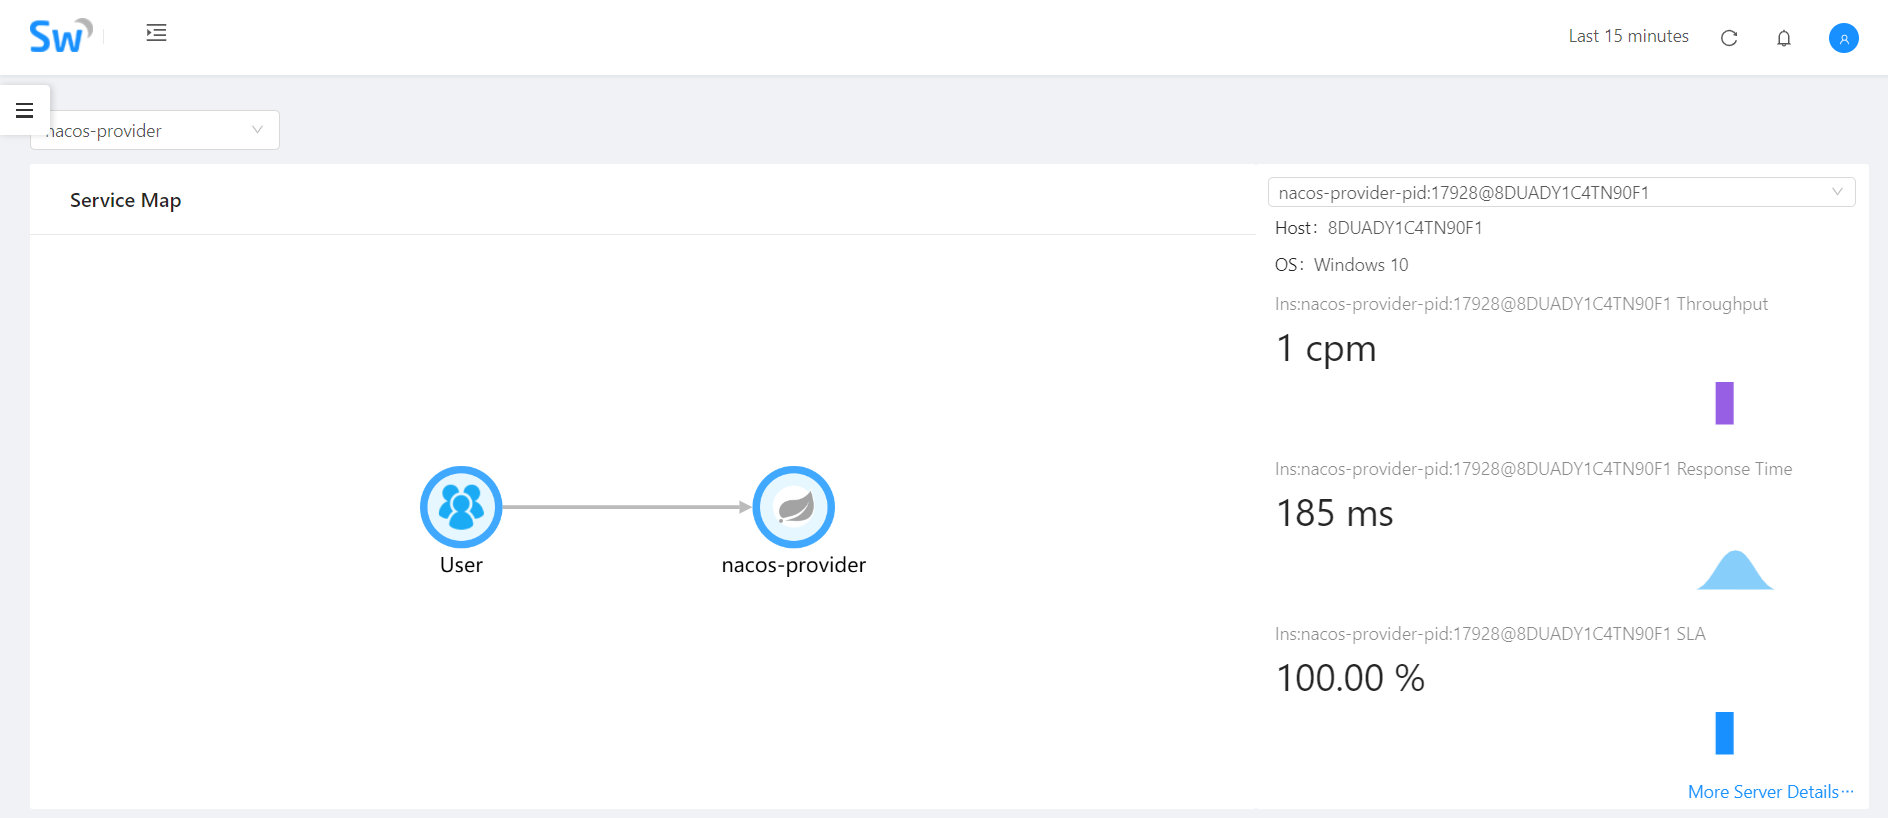 Sw
Last 15 minutes
nacos-provider
Service Map
nacos-provider-pid:17928@8DUADY1C4TN90F1
Host: 8DUADY1C4TN90F1
OS: Windows 10
Ins:nacos-provider-pid:17928@8DUADY1C4TN90F1 Throughput
1 cpm
Ins:nacos-provider-pid:17928@8DUADY1C4TN90F1 Response Time
185 ms
User
nacos-provider
Ins:nacos-provider-pid:17928@8DUADY1C4TN90F1 SLA
100.00 %
More Server Details···